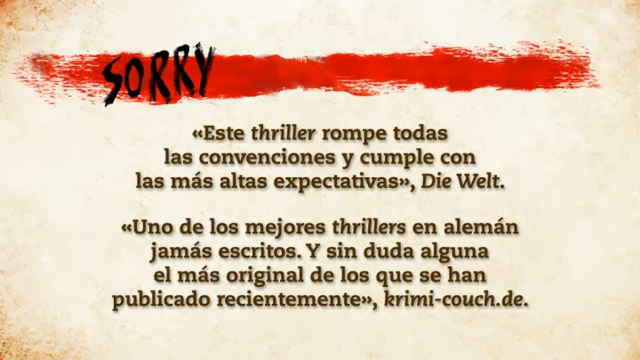 SORRY
«Este thriller rompe todas
las convenciones y cumple con
las más altas expectativas», Die Welt.
«Uno de los mejores thrillers en alemán
jamás escritos. Y sin duda alguna
el más original de los que se han
publicado recientemente», krimi-couch.de.